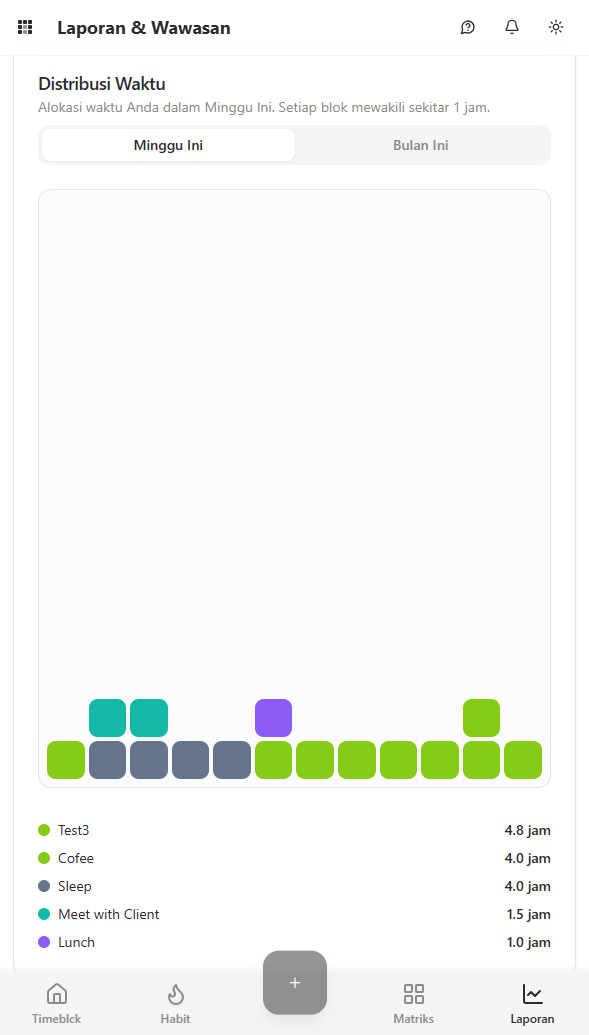 Laporan & Wawasan
Distribusi Waktu
Alokasi waktu Anda dalam Minggu Ini. Setiap blok mewakili sekitar 1 jam.
Minggu Ini Bulan Ini
Test3 4.8 jam
Cofee 4.0 jam
Sleep 4.0 jam
Meet with Client 1.5 jam
Lunch 1.0 jam
+
Timeblck Habit Matriks Laporan